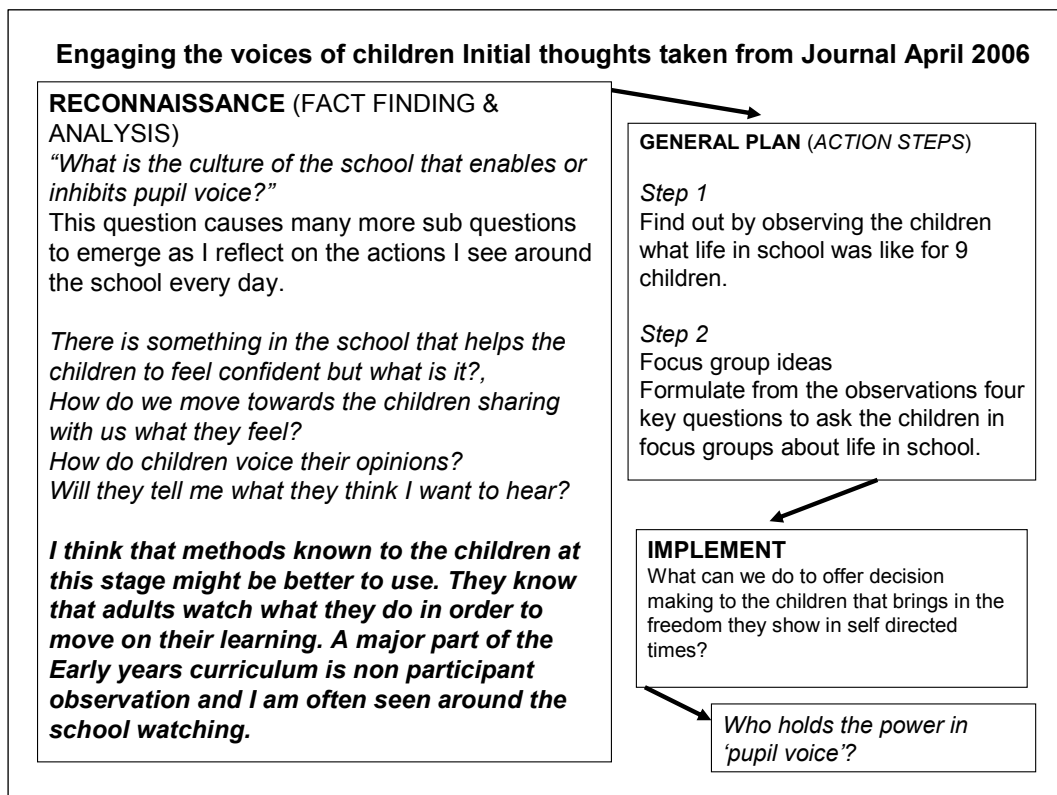 Engaging the voices of children Initial thoughts taken from Journal April 2006
RECONNAISSANCE (FACT FINDING &
ANALYSIS)
“What is the culture of the school that enables or
inhibits pupil voice?”
This question causes many more sub questions
to emerge as I reflect on the actions I see around
the school every day.
There is something in the school that helps the
children to feel confident but what is it?,
How do we move towards the children sharing
with us what they feel?
How do children voice their opinions?
Will they tell me what they think I want to hear?
I think that methods known to the children at
this stage might be better to use. They know
that adults watch what they do in order to
move on their learning. A major part of the
Early years curriculum is non participant
observation and I am often seen around the
school watching.
GENERAL PLAN (ACTION STEPS)
Step 1
Find out by observing the children
what life in school was like for 9
children.
Step 2
Focus group ideas
Formulate from the observations four
key questions to ask the children in
focus groups about life in school.
IMPLEMENT
What can we do to offer decision
making to the children that brings in the
freedom they show in self directed
times?
Who holds the power in
‘pupil voice’?